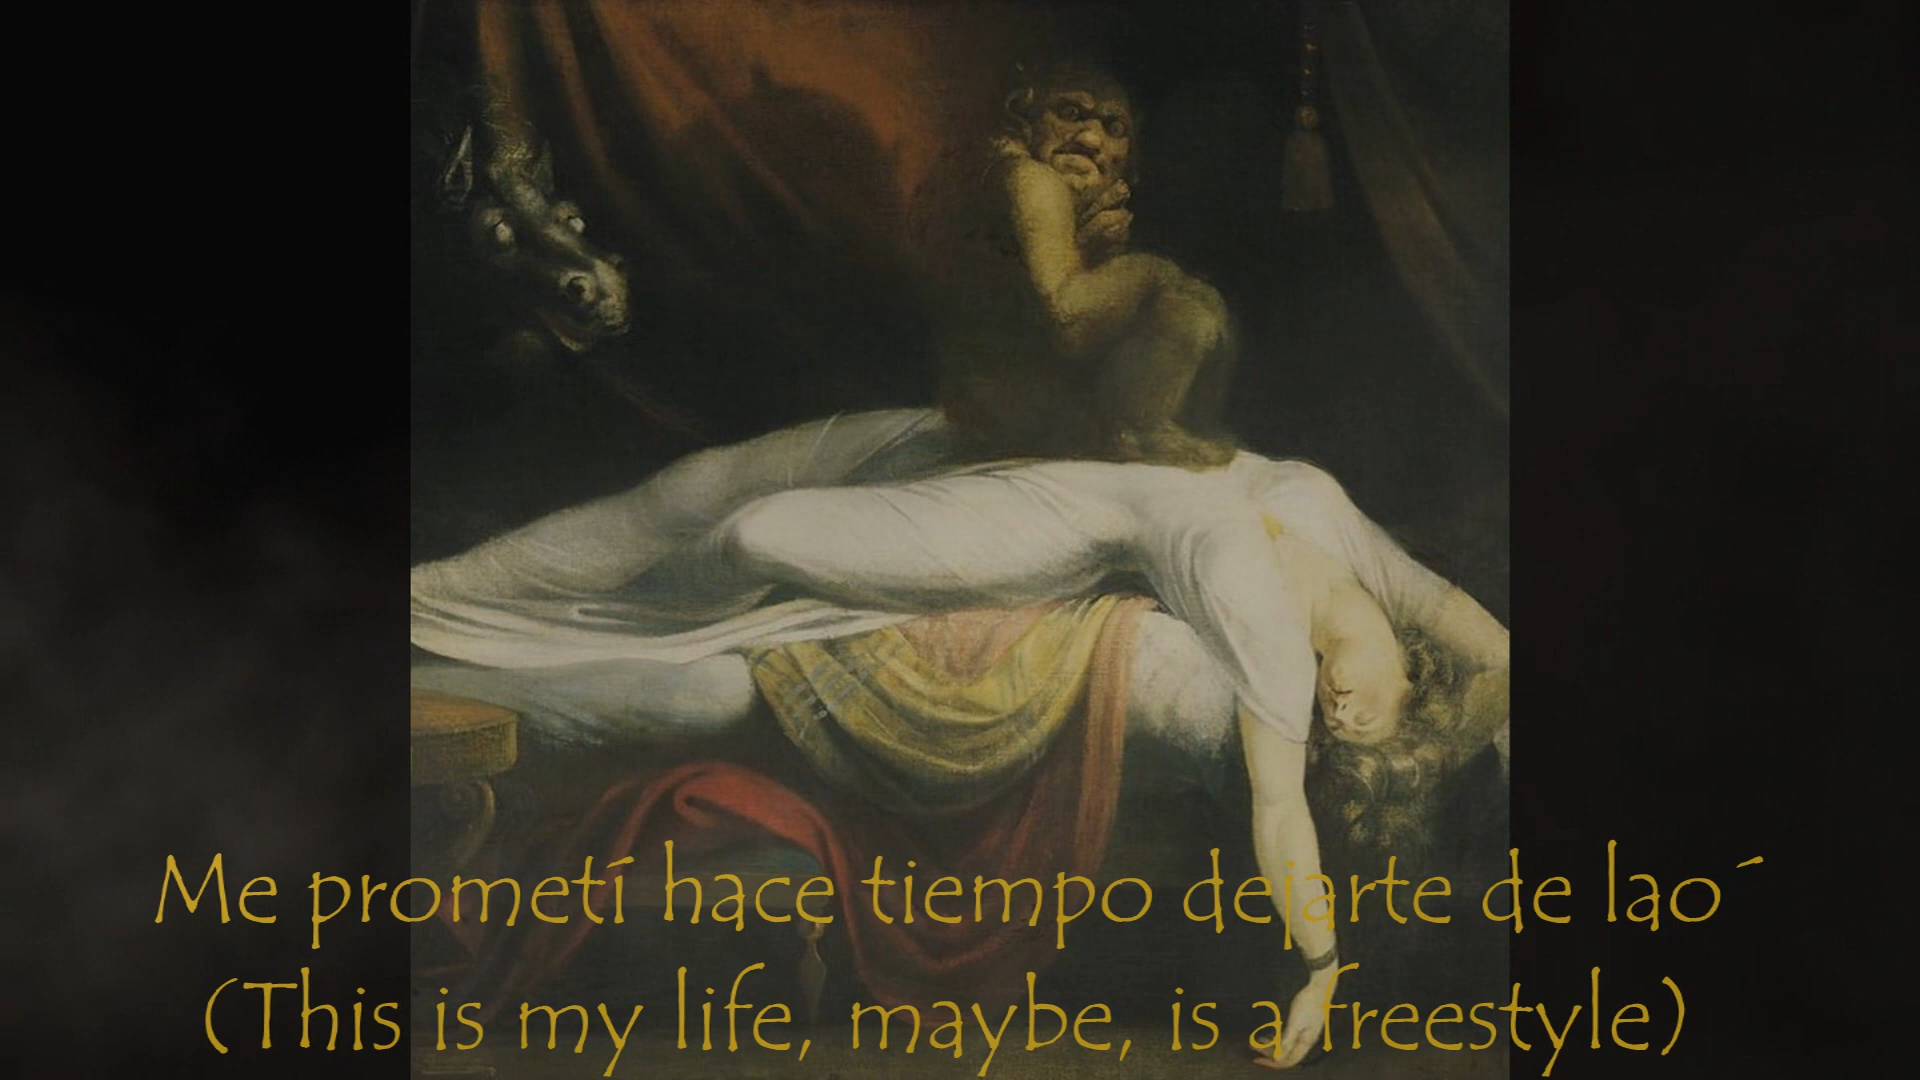 Me prometí hace tiempo dejarte de lao´
(This is my life, maybe, is a freestyle)